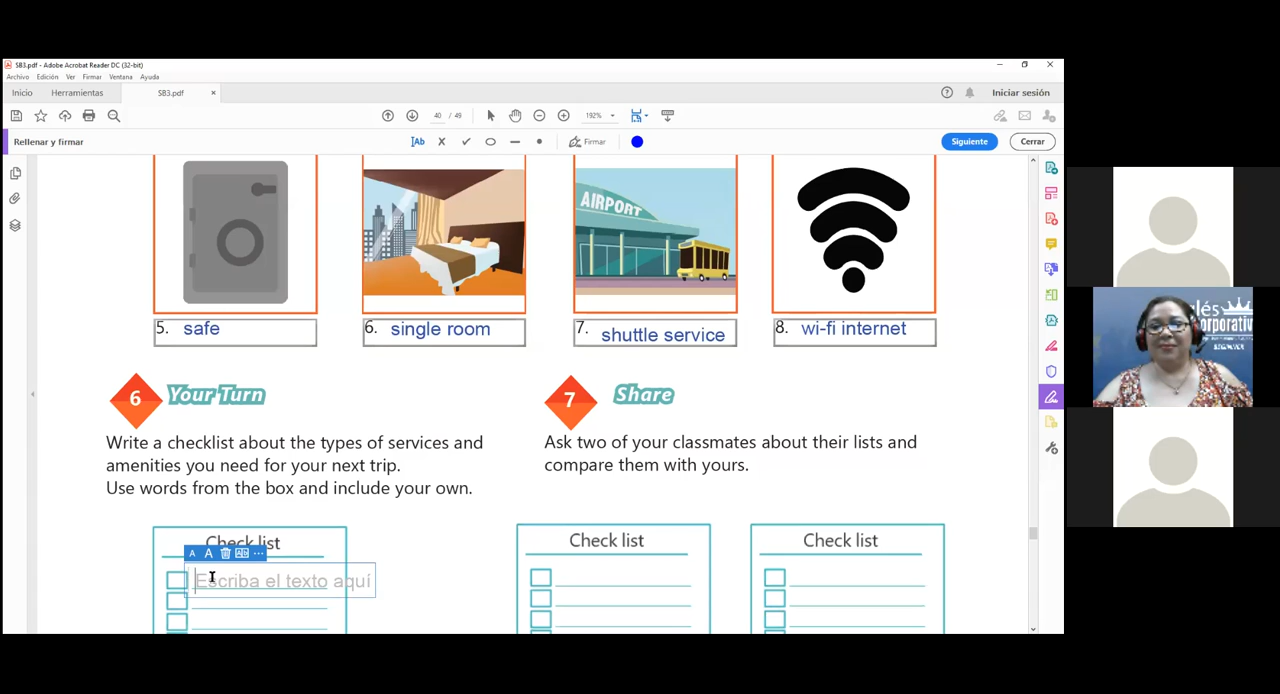 SB3.pdf - Adobe Acrobat Reader DC (32-bit)
Archivo Edición Ver Firmar Ventana Ayuda
Inicio Herramientas SB3.pdf × Iniciar sesión
40 / 49 192%
Rellenar y firmar Ab Firmar Siguiente Cerrar
AIRPORT
5. safe 6. single room 7. shuttle service 8. wi-fi internet
6 Your Turn
Write a checklist about the types of services and
amenities you need for your next trip.
Use words from the box and include your own.
7 Share
Ask two of your classmates about their lists and
compare them with yours.
Check list
A A
Escriba el texto aquí
Check list
Check list
glés
orporativ